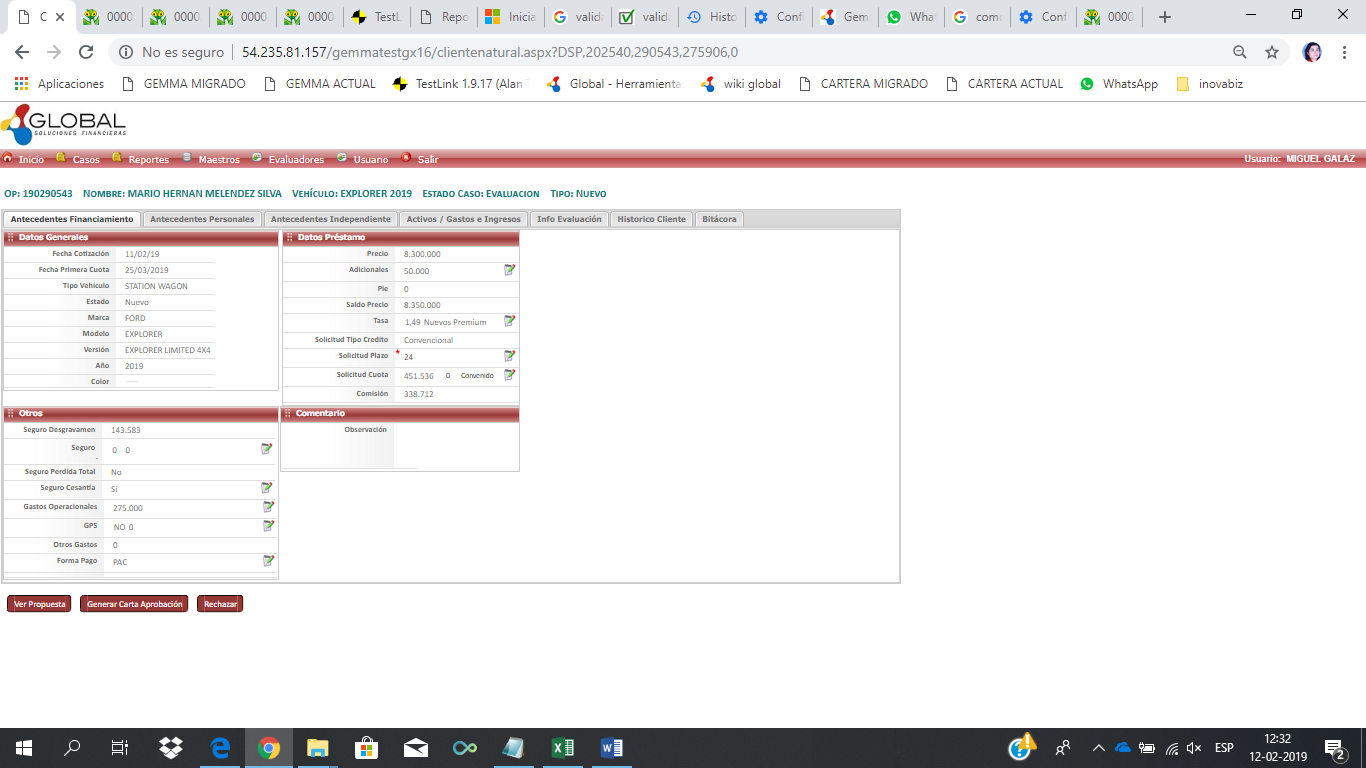 C
0000
0000
0000
0000
TestL
Repo
Inicia
valida
valida
Histo
Conf
Gem
What
como
Conf
0000
No es seguro | 54.235.81.157/gemmatestgx16/clientenatural.aspx?DSP,202540,290543,275906,0
Aplicaciones GEMMA MIGRADO GEMMA ACTUAL TestLink 1.9.17 (Alan Global - Herramienta wiki global CARTERA MIGRADO CARTERA ACTUAL WhatsApp inovabiz
GLOBAL
SOLUCIONES FINANCIERAS
Inicio Casos Reportes Maestros Evaluadores Usuario Salir Usuario: MIGUEL GALAZ
OP: 190290543 NOMBRE: MARIO HERNAN MELENDEZ SILVA VEHÍCULO: EXPLORER 2019 ESTADO CASO: EVALUACION TIPO: NUEVO
Antecedentes Financiamiento Antecedentes Personales Antecedentes Independiente Activos / Gastos e Ingresos Info Evaluación Historico Cliente Bitácora
Datos Generales
Fecha Cotización 11/02/19
Fecha Primera Cuota 25/03/2019
Tipo Vehiculo STATION WAGON
Estado Nuevo
Marca FORD
Modelo EXPLORER
Versión EXPLORER LIMITED 4X4
Año 2019
Color ----
Datos Préstamo
Precio 8.300.000
Adicionales 50.000
Pie 0
Saldo Precio 8.350.000
Tasa 1,49 Nuevos Premium
Solicitud Tipo Credito Convencional
Solicitud Plazo * 24
Solicitud Cuota 451.536 0 Convenido
Comisión 338.712
Otros
Seguro Desgravamen 143.583
Seguro 0 0
-
Seguro Perdida Total No
Seguro Cesantía Si
Gastos Operacionales 275.000
GPS NO 0
Otros Gastos 0
Forma Pago PAC
Comentario
Observación
Ver Propuesta Generar Carta Aprobación Rechazar
ESP
12:32
12-02-2019
2